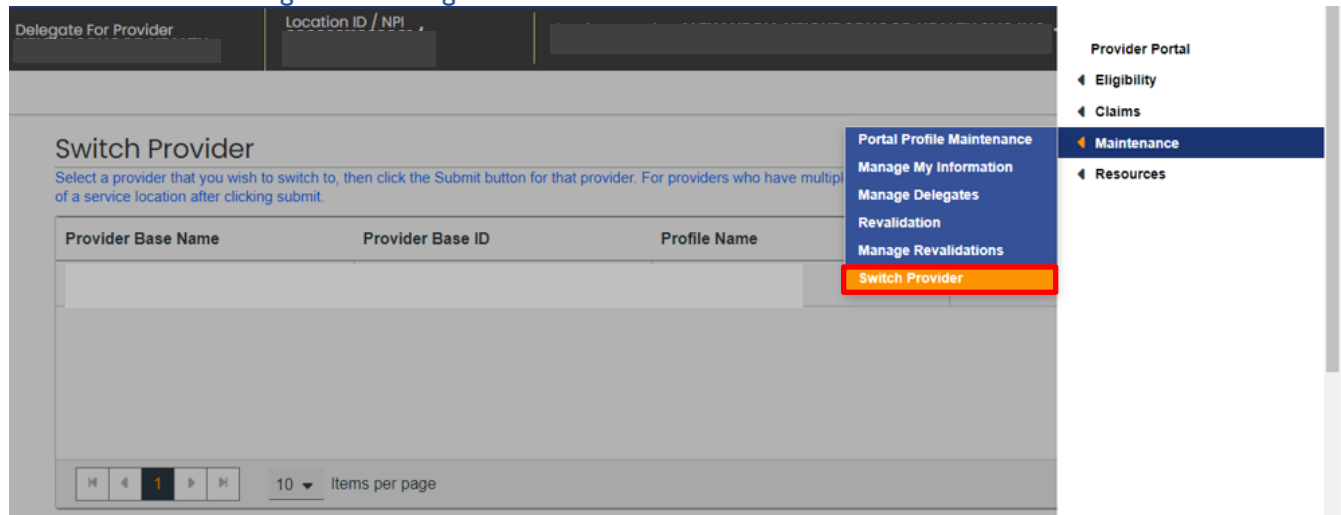 Delegate For Provider
Location ID / NPI
Provider Portal
Eligibility
Claims
Maintenance
Resources
Portal Profile Maintenance
Manage My Information
Manage Delegates
Revalidation
Manage Revalidations
Switch Provider
Switch Provider
Select a provider that you wish to switch to, then click the Submit button for that provider. For providers who have
of a service location after clicking submit.
Provider Base Name
Provider Base ID
Profile Name
1
10
Items per page